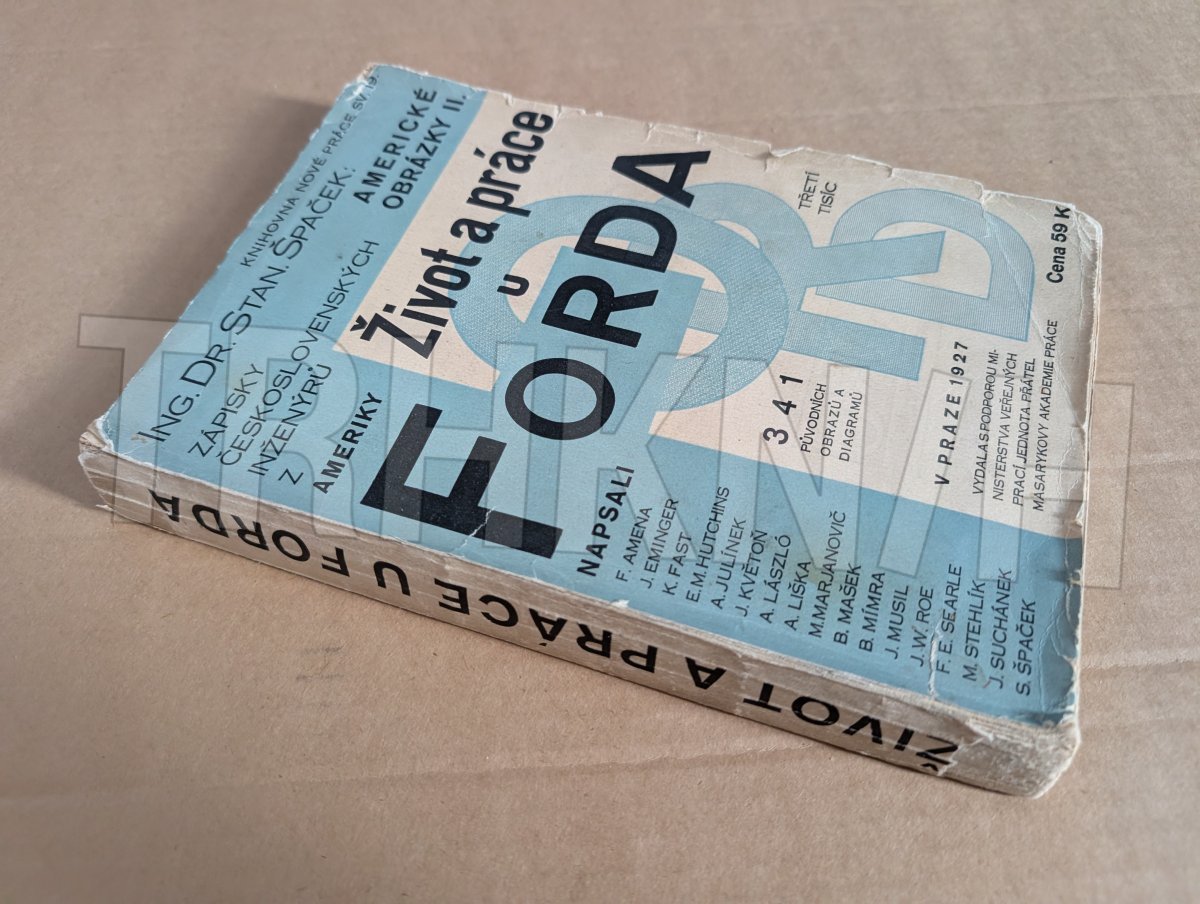 KNIHOVNA NOVÉ PRÁCE, SV. 19.
ING. DR. STAN. ŠPAČEK:
AMERICKÉ
OBRÁZKY II.
ZÁPISKY
ČESKOSLOVENSKÝCH
INŽENÝRŮ
Z
AMERIKY
Život a práce
U
FORDA
FORD
TŘETÍ
TISÍC
Cena 59 K
341
PŮVODNÍCH
OBRAZŮ A
DIAGRAMŮ
NAPSALI
F. AMENA
J. EMINGER
K. FAST
E. M. HUTCHINS
A. JULÍNEK
J. KVĚTOŇ
A. LÁSZLÓ
A. LIŠKA
M. MARJANOVIČ
B. MAŠEK
B. MÍMRA
J. MUSIL
J. W. ROE
F. E. SEARLE
M. STEHLÍK
J. SUCHÁNEK
S. ŠPAČEK
V PRAZE 1927
VYDALA S PODPOROU MI-
NISTERSTVA VEŘEJNÝCH
PRACÍ JEDNOTA PŘÁTEL
MASARYKOVY AKADEMIE PRÁCE
ŽIVOT A PRÁCE U FORDA